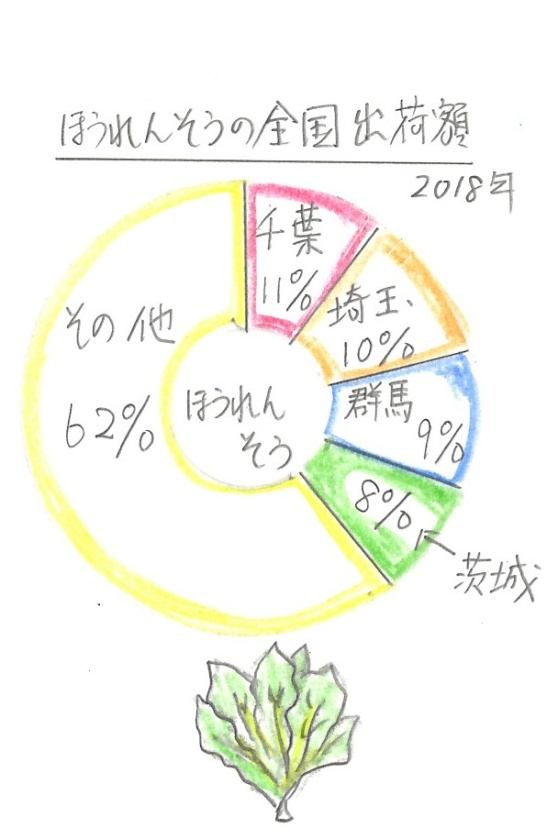 ほうれんそうの全国出荷額
2018年
千葉
11%
埼玉
10%
群馬
9%
8%
茨城
その他
62%
ほうれん
そう